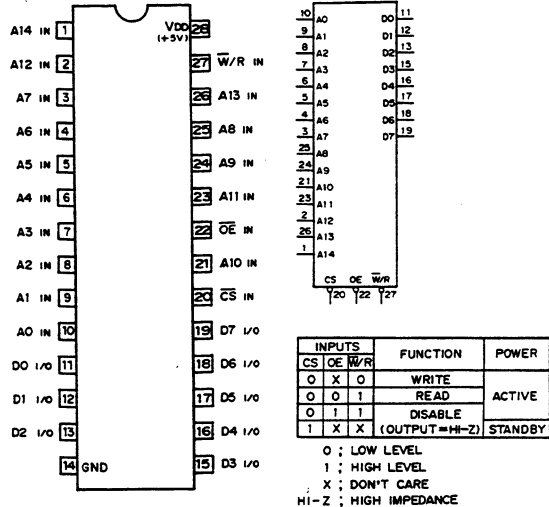 A14 IN 1
A12 IN 2
A7 IN 3
A6 IN 4
A5 IN 5
A4 IN 6
A3 IN 7
A2 IN 8
A1 IN 9
A0 IN 10
D0 I/O 11
D1 I/O 12
D2 I/O 13
14 GND
VDD 28
(+5V)
27 W̅/R IN
26 A13 IN
25 A8 IN
24 A9 IN
23 A11 IN
22 O̅E̅ IN
21 A10 IN
20 C̅S̅ IN
19 D7 I/O
18 D6 I/O
17 D5 I/O
16 D4 I/O
15 D3 I/O
10 A0 D0 11
9 A1 D1 12
8 A2 D2 13
7 A3 D3 15
6 A4 D4 16
5 A5 D5 17
4 A6 D6 18
3 A7 D7 19
25 A8
24 A9
21 A10
23 A11
2 A12
26 A13
1 A14
CS OE W̅/R
20 22 27
INPUTS FUNCTION POWER
CS OE W̅/R
0 X 0 WRITE ACTIVE
0 0 1 READ
0 1 1 DISABLE
1 X X (OUTPUT=HI-Z) STANDBY
0 ; LOW LEVEL
1 ; HIGH LEVEL
X ; DON'T CARE
HI-Z ; HIGH IMPEDANCE